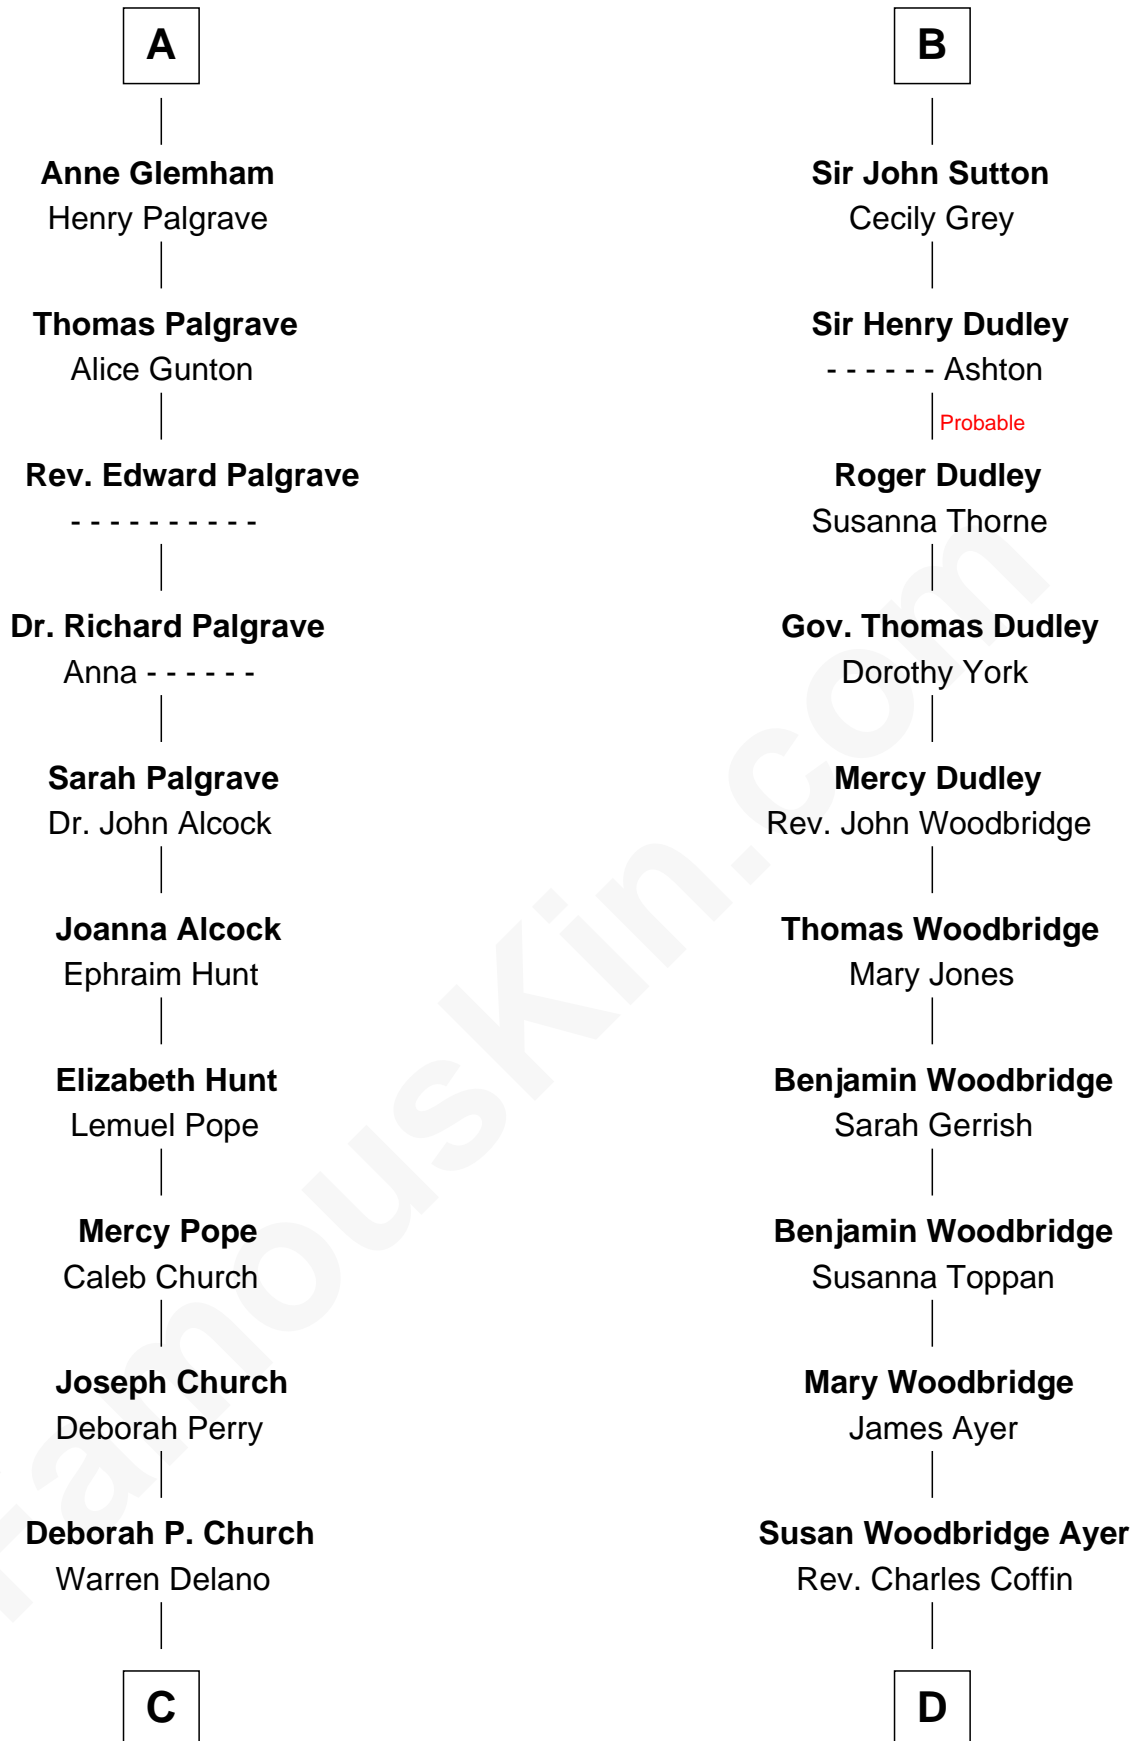 A
Anne Glemham
Henry Palgrave
Thomas Palgrave
Alice Gunton
Rev. Edward Palgrave
- - - - - - - - - -
Dr. Richard Palgrave
Anna - - - - - -
Sarah Palgrave
Dr. John Alcock
Joanna Alcock
Ephraim Hunt
Elizabeth Hunt
Lemuel Pope
Mercy Pope
Caleb Church
Joseph Church
Deborah Perry
Deborah P. Church
Warren Delano
C
B
Sir John Sutton
Cecily Grey
Sir Henry Dudley
- - - - - - Ashton
Probable
Roger Dudley
Susanna Thorne
Gov. Thomas Dudley
Dorothy York
Mercy Dudley
Rev. John Woodbridge
Thomas Woodbridge
Mary Jones
Benjamin Woodbridge
Sarah Gerrish
Benjamin Woodbridge
Susanna Toppan
Mary Woodbridge
James Ayer
Susan Woodbridge Ayer
Rev. Charles Coffin
D
FamousKin.com